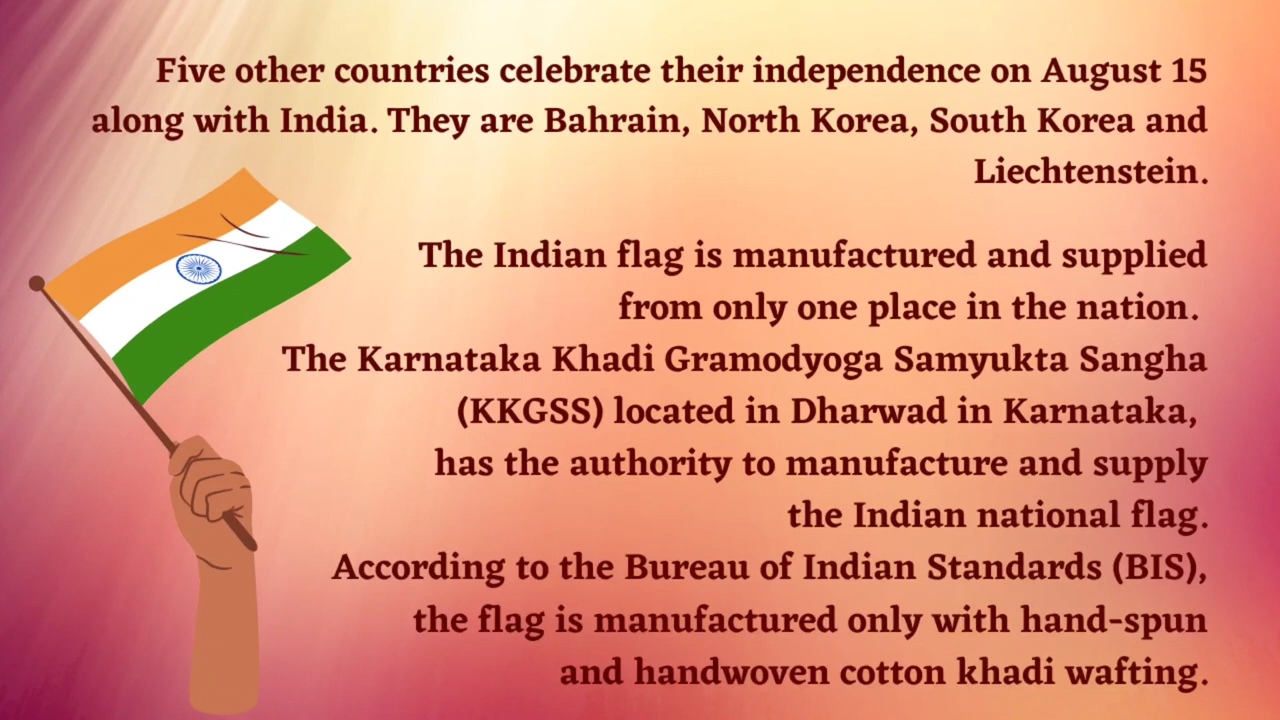 Five other countries celebrate their independence on August 15
along with India. They are Bahrain, North Korea, South Korea and
Liechtenstein.
The Indian flag is manufactured and supplied
from only one place in the nation.
The Karnataka Khadi Gramodyoga Samyukta Sangha
(KKGSS) located in Dharwad in Karnataka,
has the authority to manufacture and supply
the Indian national flag.
According to the Bureau of Indian Standards (BIS),
the flag is manufactured only with hand-spun
and handwoven cotton khadi wafting.